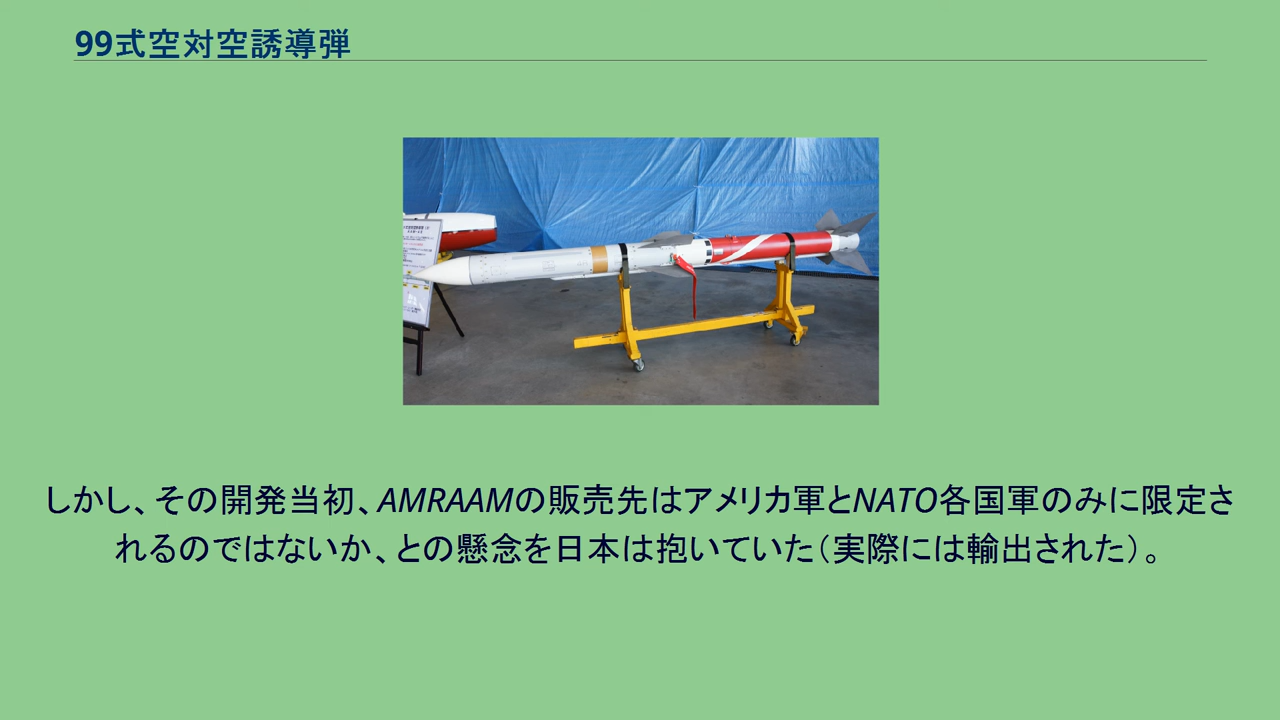 99式空対空誘導弾
しかし、その開発当初、AMRAAMの販売先はアメリカ軍とNATO各国軍のみに限定さ
れるのではないか、との懸念を日本は抱いていた（実際には輸出された）。